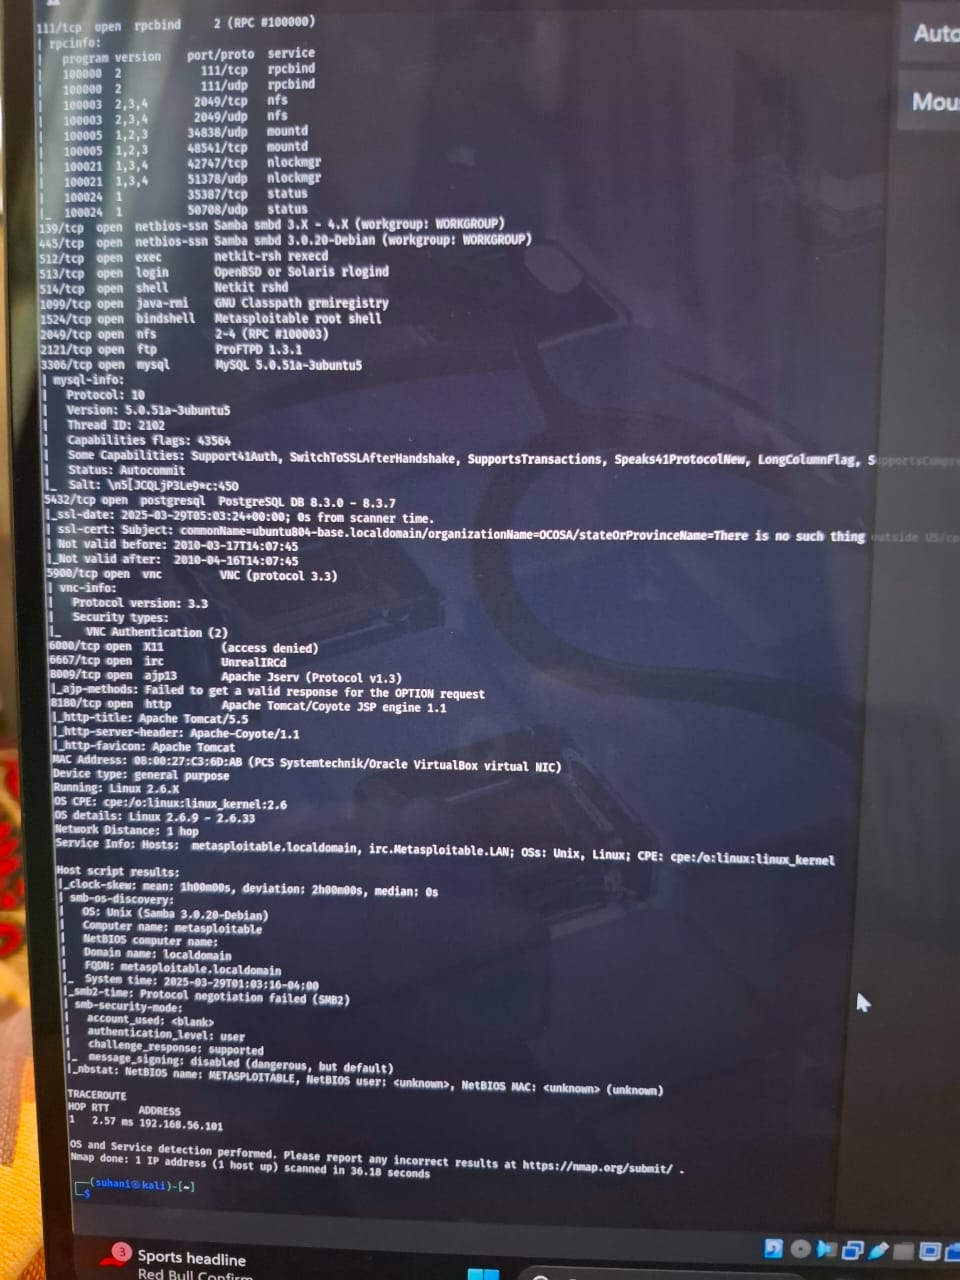 111/tcp open rpcbind 2 (RPC #100000)
| rpcinfo:
| program version port/proto service
| 100000 2 111/tcp rpcbind
| 100000 2 111/udp rpcbind
| 100003 2,3,4 2049/tcp nfs
| 100003 2,3,4 2049/udp nfs
| 100005 1,2,3 34838/udp mountd
| 100005 1,2,3 48541/tcp mountd
| 100021 1,3,4 42747/tcp nlockmgr
| 100021 1,3,4 51378/udp nlockmgr
| 100024 1 35387/tcp status
|_ 100024 1 50708/udp status
139/tcp open netbios-ssn Samba smbd 3.X - 4.X (workgroup: WORKGROUP)
445/tcp open netbios-ssn Samba smbd 3.0.20-Debian (workgroup: WORKGROUP)
512/tcp open exec netkit-rsh rexecd
513/tcp open login OpenBSD or Solaris rlogind
514/tcp open shell Netkit rshd
1099/tcp open java-rmi GNU Classpath grmiregistry
1524/tcp open bindshell Metasploitable root shell
2049/tcp open nfs 2-4 (RPC #100003)
2121/tcp open ftp ProFTPD 1.3.1
3306/tcp open mysql MySQL 5.0.51a-3ubuntu5
| mysql-info:
| Protocol: 10
| Version: 5.0.51a-3ubuntu5
| Thread ID: 2102
| Capabilities flags: 43564
| Some Capabilities: Support41Auth, SwitchToSSLAfterHandshake, SupportsTransactions, Speaks41ProtocolNew, LongColumnFlag, SupportsCompre
| Status: Autocommit
|_ Salt: \n5[JCQLjP3Le9*c:45O
5432/tcp open postgresql PostgreSQL DB 8.3.0 - 8.3.7
|_ssl-date: 2025-03-29T05:03:24+00:00; 0s from scanner time.
| ssl-cert: Subject: commonName=ubuntu804-base.localdomain/organizationName=OCOSA/stateOrProvinceName=There is no such thing outside US/co
| Not valid before: 2010-03-17T14:07:45
|_Not valid after: 2010-04-16T14:07:45
5900/tcp open vnc VNC (protocol 3.3)
| vnc-info:
| Protocol version: 3.3
| Security types:
|_ VNC Authentication (2)
6000/tcp open X11 (access denied)
6667/tcp open irc UnrealIRCd
8009/tcp open ajp13 Apache Jserv (Protocol v1.3)
|_ajp-methods: Failed to get a valid response for the OPTION request
8180/tcp open http Apache Tomcat/Coyote JSP engine 1.1
|_http-title: Apache Tomcat/5.5
|_http-server-header: Apache-Coyote/1.1
|_http-favicon: Apache Tomcat
MAC Address: 08:00:27:C3:6D:AB (PCS Systemtechnik/Oracle VirtualBox virtual NIC)
Device type: general purpose
Running: Linux 2.6.X
OS CPE: cpe:/o:linux:linux_kernel:2.6
OS details: Linux 2.6.9 - 2.6.33
Network Distance: 1 hop
Service Info: Hosts: metasploitable.localdomain, irc.Metasploitable.LAN; OSs: Unix, Linux; CPE: cpe:/o:linux:linux_kernel
Host script results:
|_clock-skew: mean: 1h00m00s, deviation: 2h00m00s, median: 0s
| smb-os-discovery:
| OS: Unix (Samba 3.0.20-Debian)
| Computer name: metasploitable
| NetBIOS computer name:
| Domain name: localdomain
| FQDN: metasploitable.localdomain
|_ System time: 2025-03-29T01:03:16-04:00
|_smb2-time: Protocol negotiation failed (SMB2)
| smb-security-mode:
| account_used: <blank>
| authentication_level: user
| challenge_response: supported
|_ message_signing: disabled (dangerous, but default)
|_nbstat: NetBIOS name: METASPLOITABLE, NetBIOS user: <unknown>, NetBIOS MAC: <unknown> (unknown)
TRACEROUTE
HOP RTT ADDRESS
1 2.57 ms 192.168.56.101
OS and Service detection performed. Please report any incorrect results at https://nmap.org/submit/ .
Nmap done: 1 IP address (1 host up) scanned in 36.18 seconds
(suhani㉿kali)-[~]
$
Auto
Mou
3
Sports headline
Red Bull Confirm